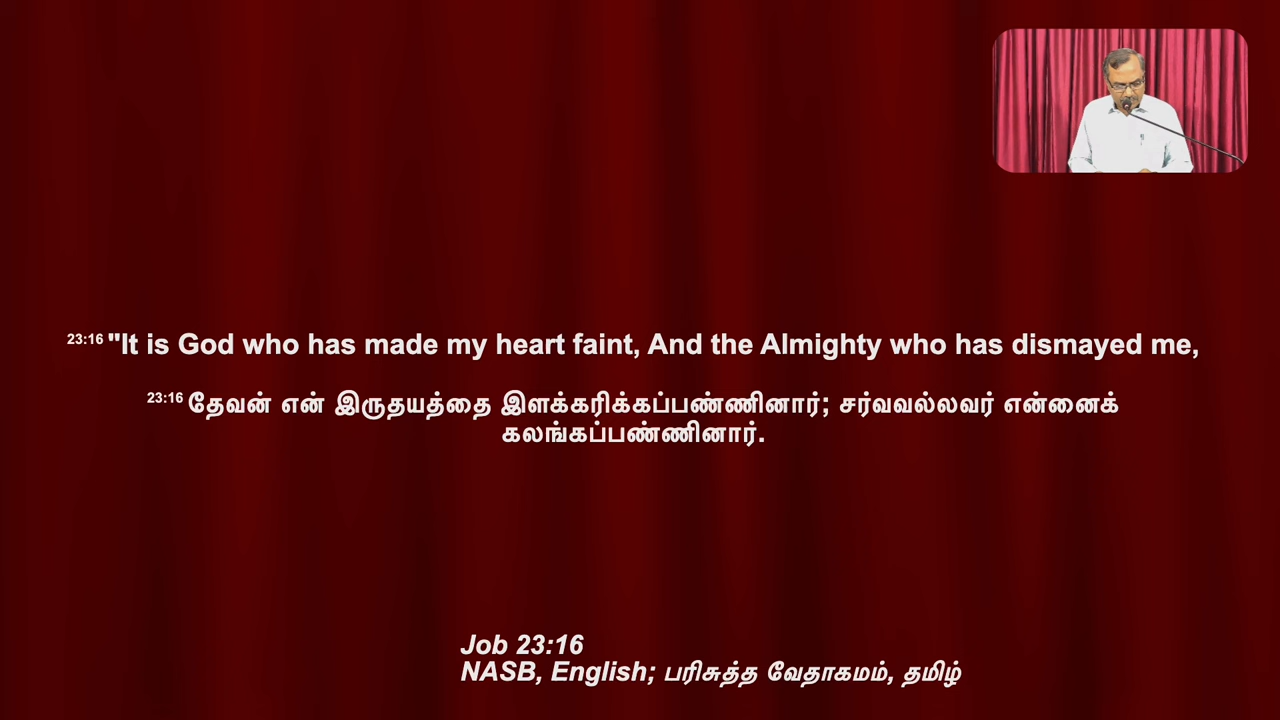 23:16 "It is God who has made my heart faint, And the Almighty who has dismayed me,
23:16 தேவன் என் இருதயத்தை இளக்கரிக்கப்பண்ணினார்; சர்வவல்லவர் என்னைக்
கலங்கப்பண்ணினார்.
Job 23:16
NASB, English; பரிசுத்த வேதாகமம், தமிழ்